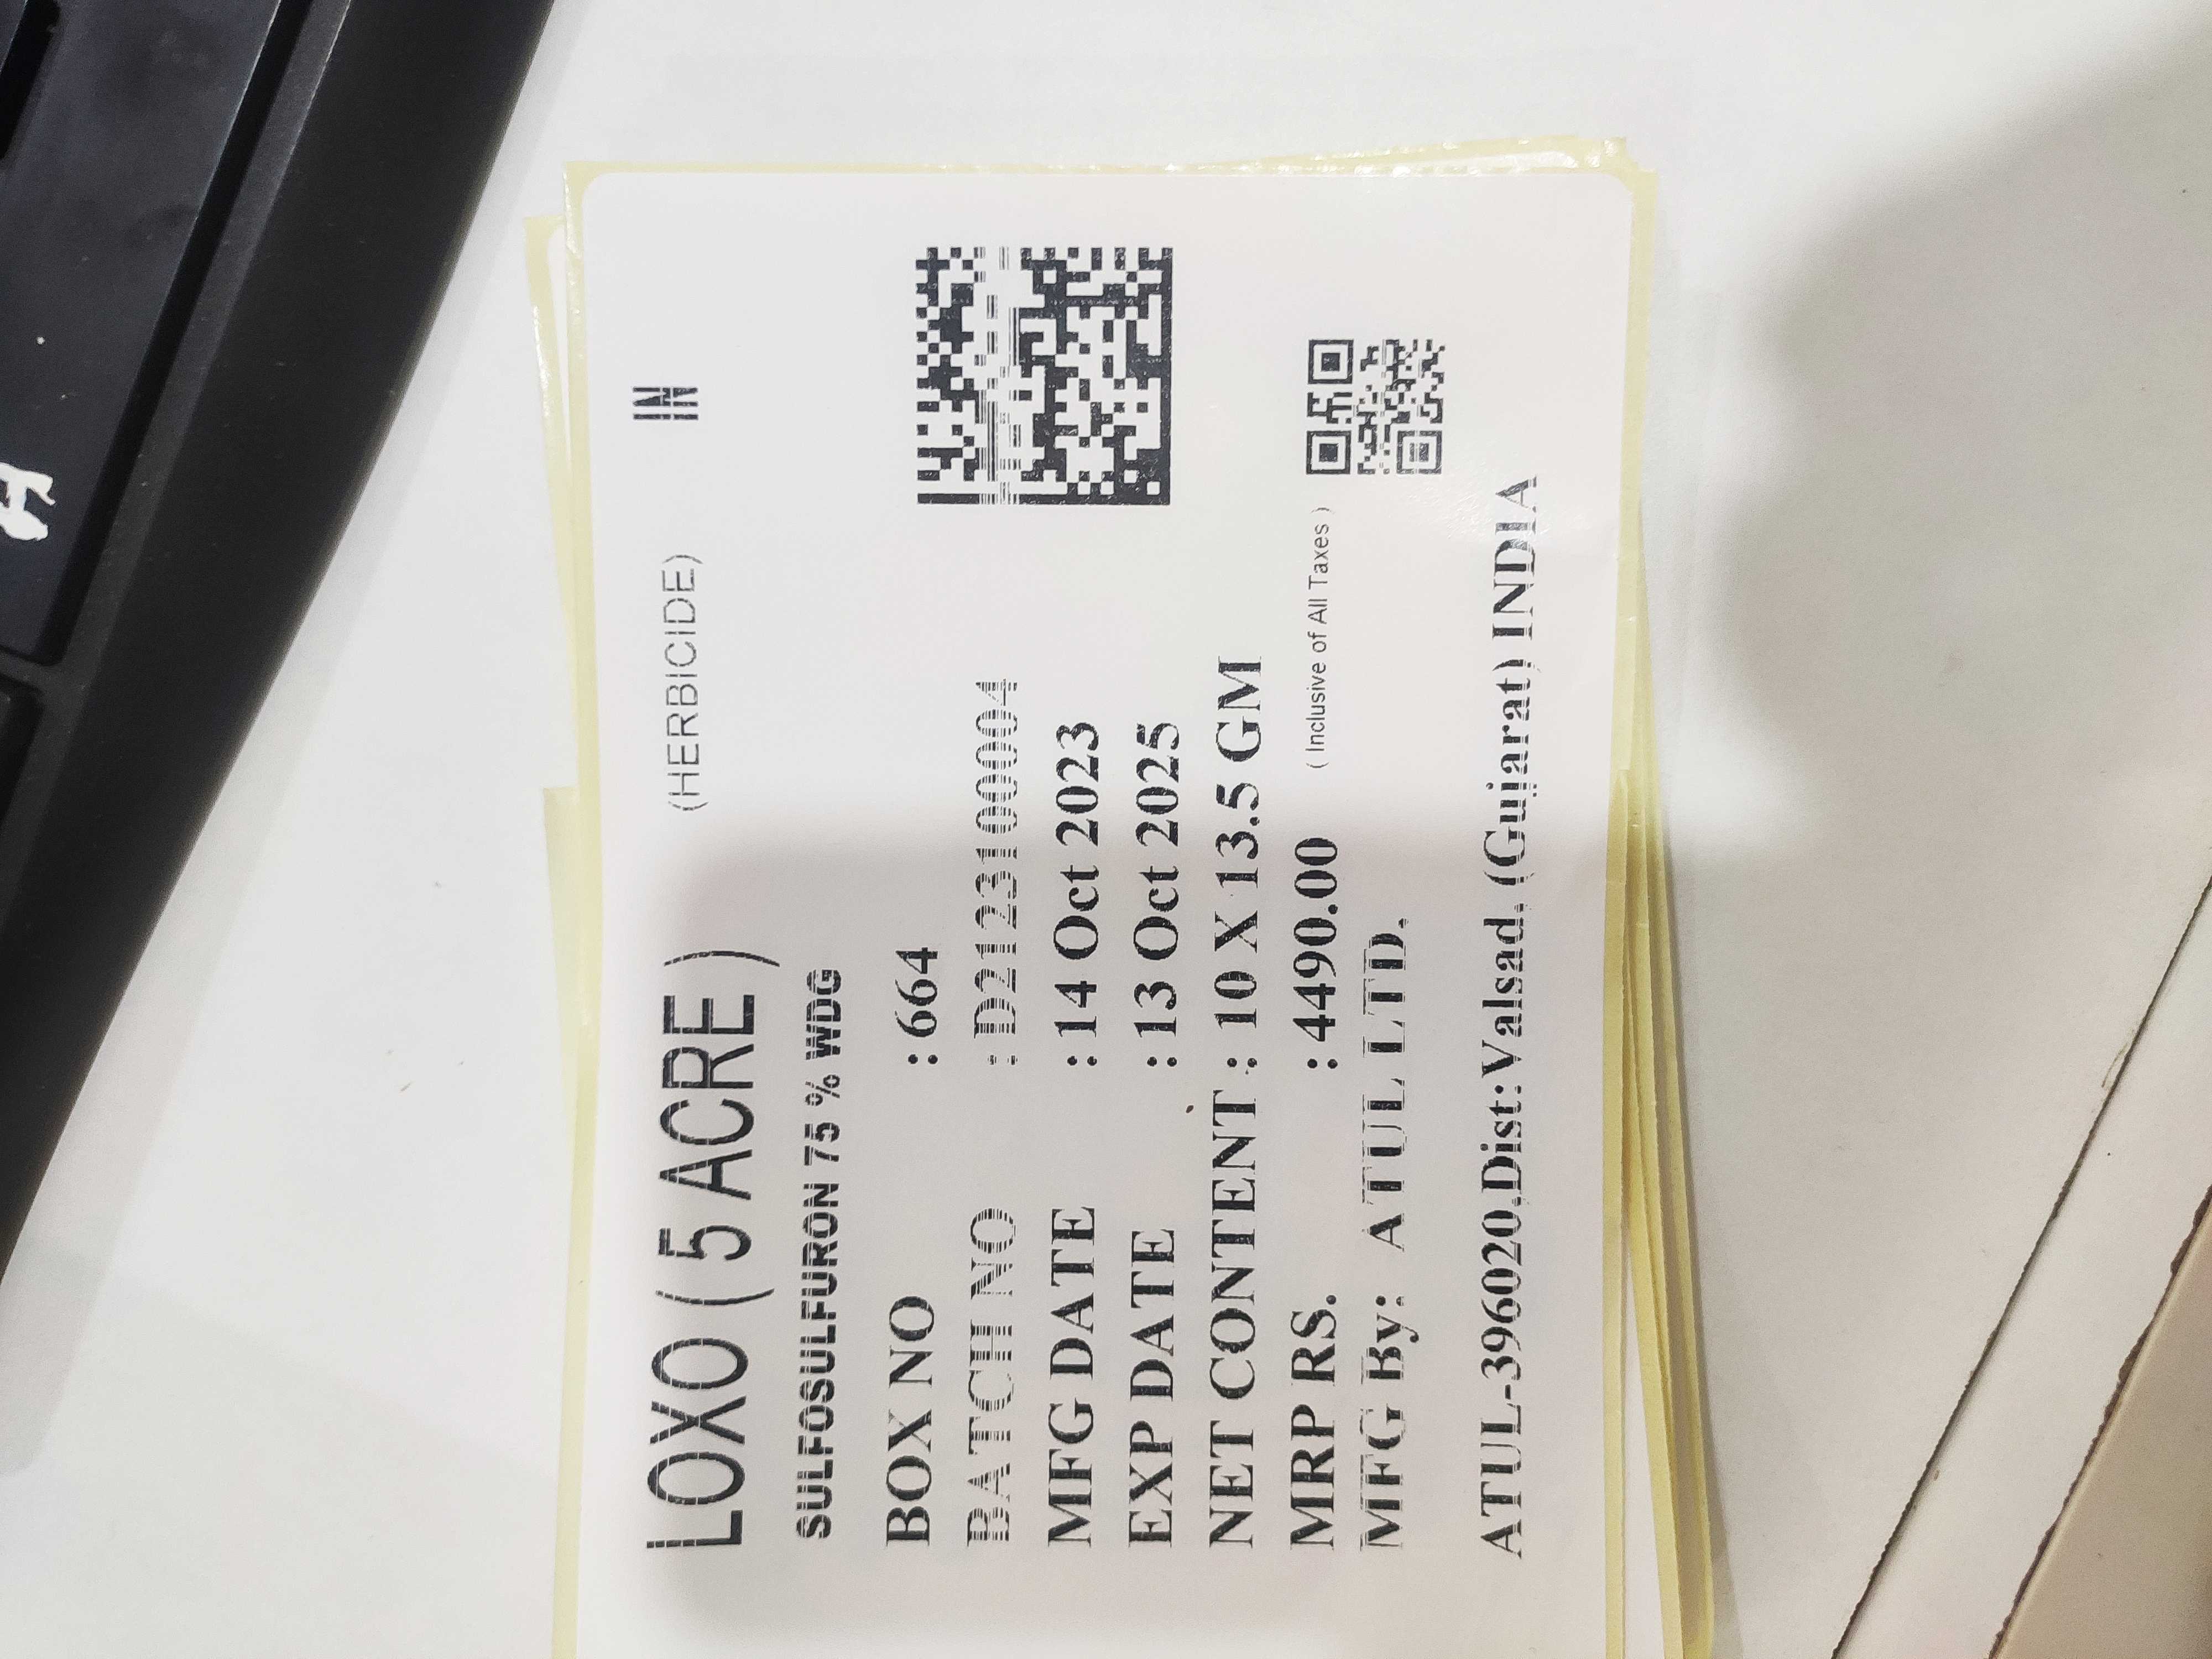 LOXO ( 5 ACRE ) (HERBICIDE) IN
SULFOSULFURON 75 % WDG
BOX NO : 664
BATCH NO : D2123100004
MFG DATE : 14 Oct 2023
EXP DATE : 13 Oct 2025
NET CONTENT : 10 X 13.5 GM
MRP RS. : 4490.00 ( Inclusive of All Taxes )
MFG By: ATUL LTD.
ATUL-396020,Dist:Valsad, (Gujarat) INDIA